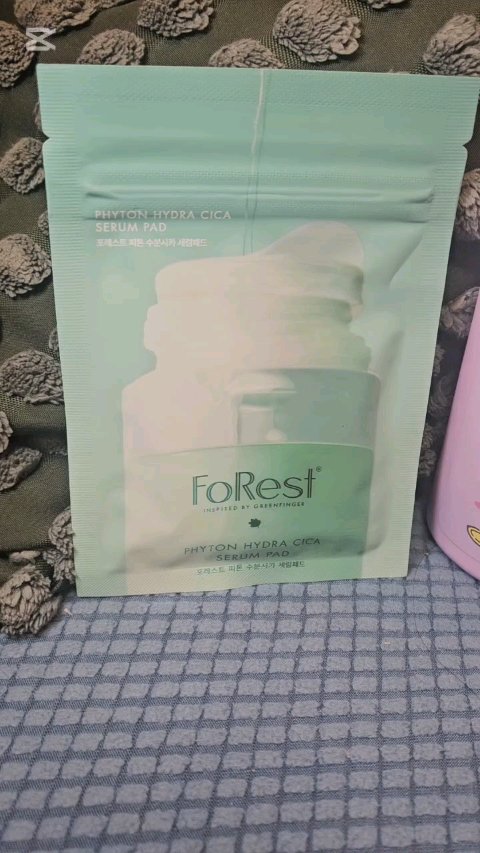 PHYTON HYDRA CICA
SERUM PAD
포레스트 피톤 수분시카 세럼패드
FoRest®
INSPIRED BY GREENFINGER
PHYTON HYDRA CICA
SERUM PAD
포레스트 피톤 수분시카 세럼패드